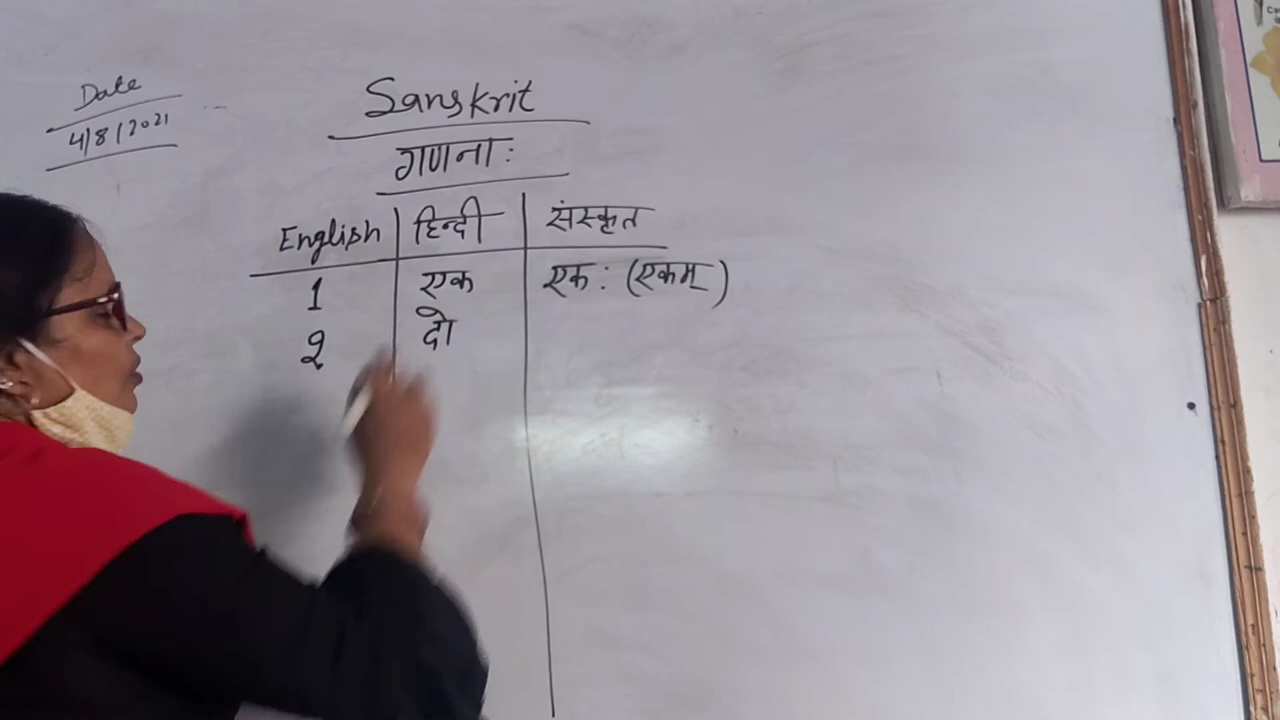 Date
4/8/2021
Sanskrit
गणना:
English हिन्दी संस्कृत
1 एक एक: (एकम्)
2 दो